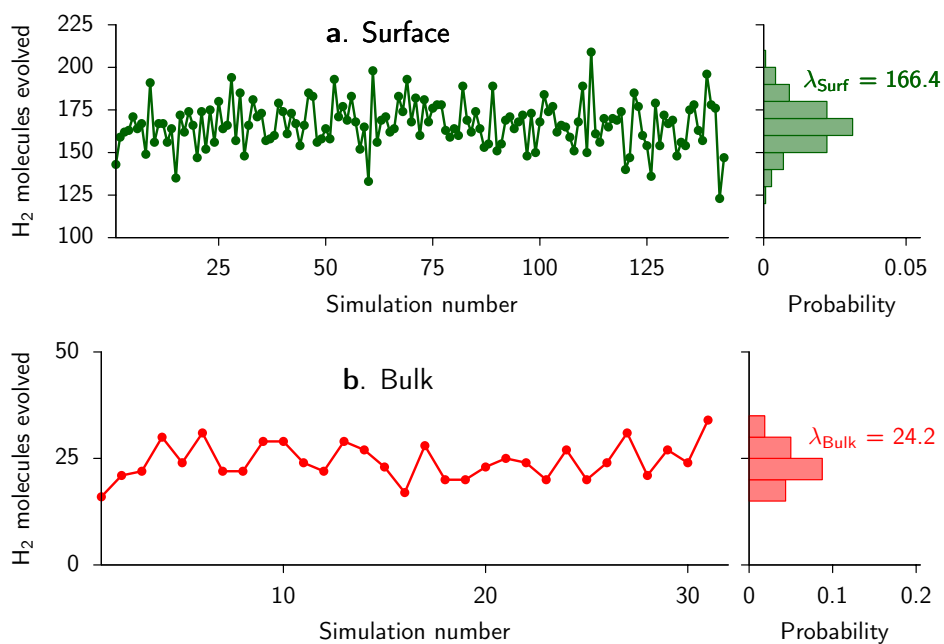 a. Surface
H₂ molecules evolved
225
200
175
150
125
100
25 50 75 100 125
Simulation number
λSurf = 166.4
0 0.05
Probability
b. Bulk
H₂ molecules evolved
50
25
0
10 20 30
Simulation number
λBulk = 24.2
0 0.1 0.2
Probability